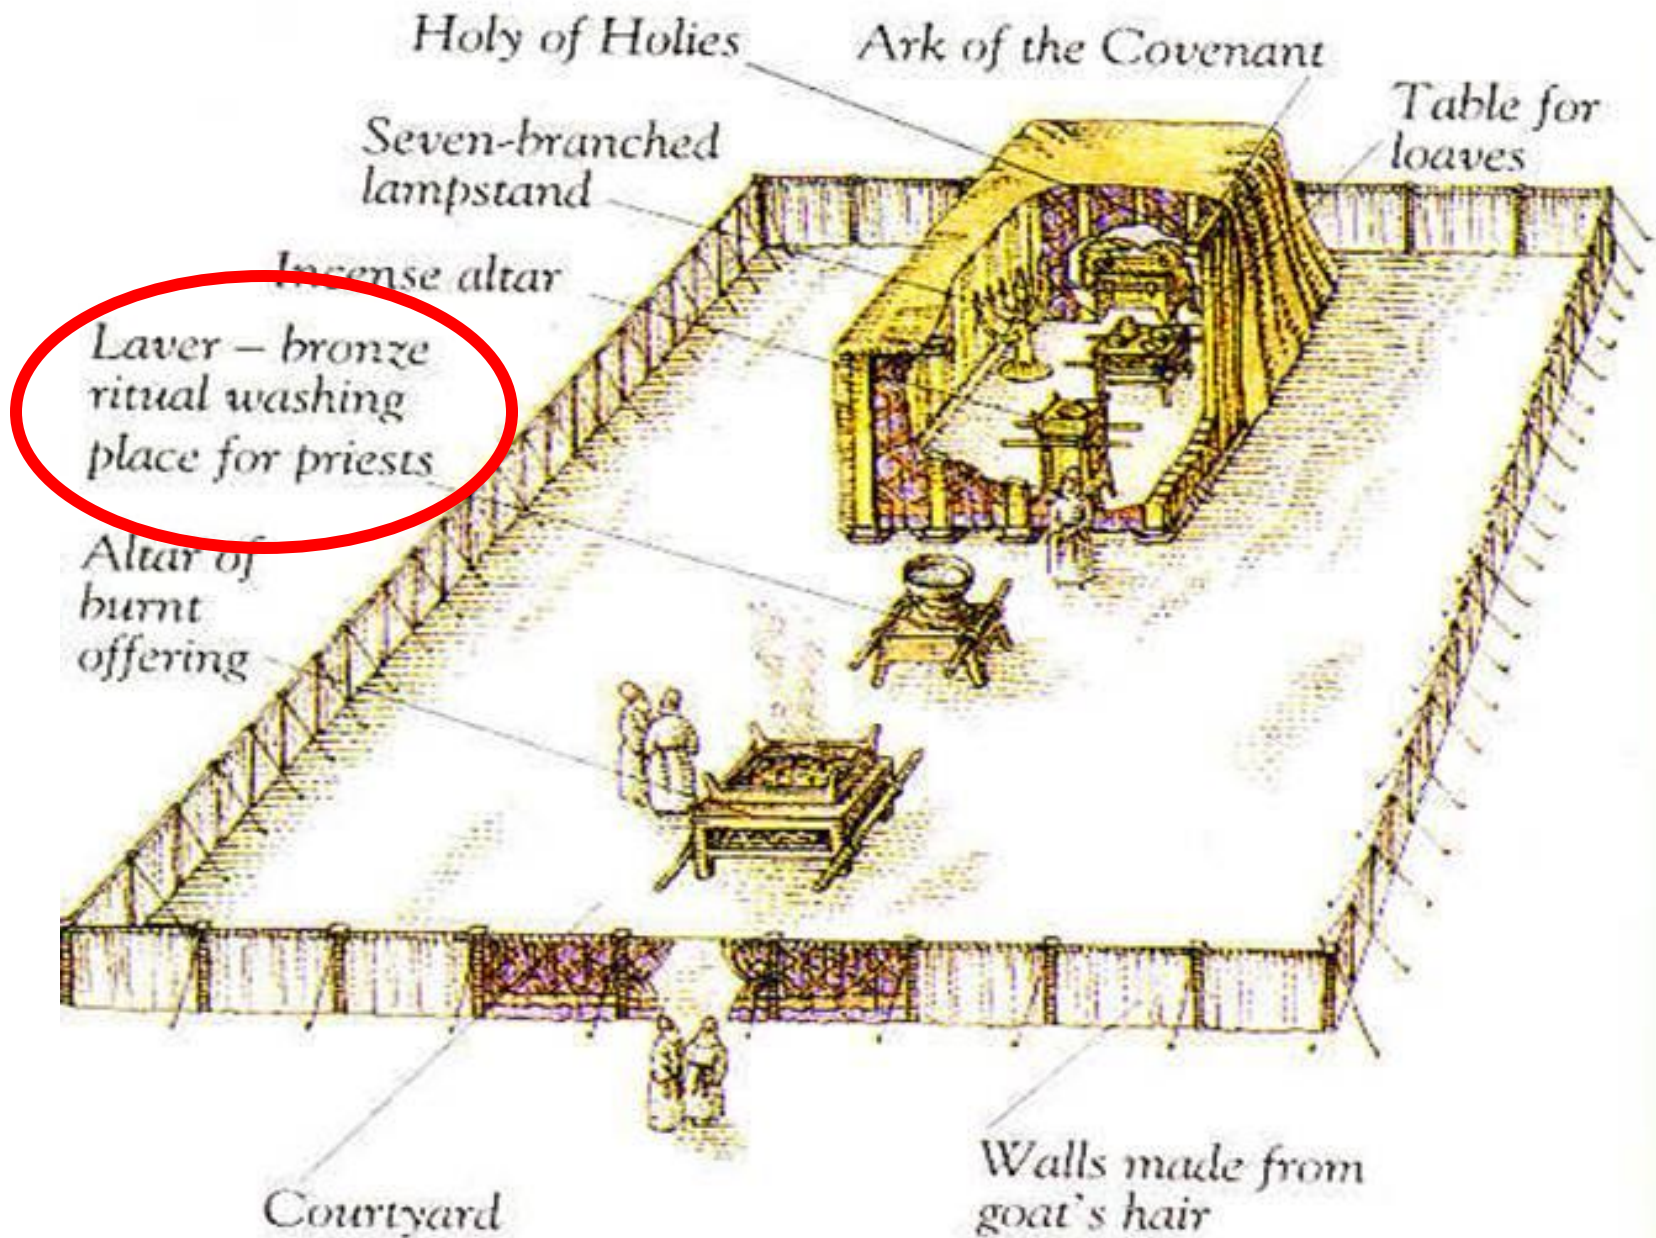 Holy of Holies
Ark of the Covenant
Table for
loaves
Seven-branched
lampstand
Incense altar
Laver – bronze
ritual washing
place for priests
Altar of
burnt
offering
Courtyard
Walls made from
goat's hair